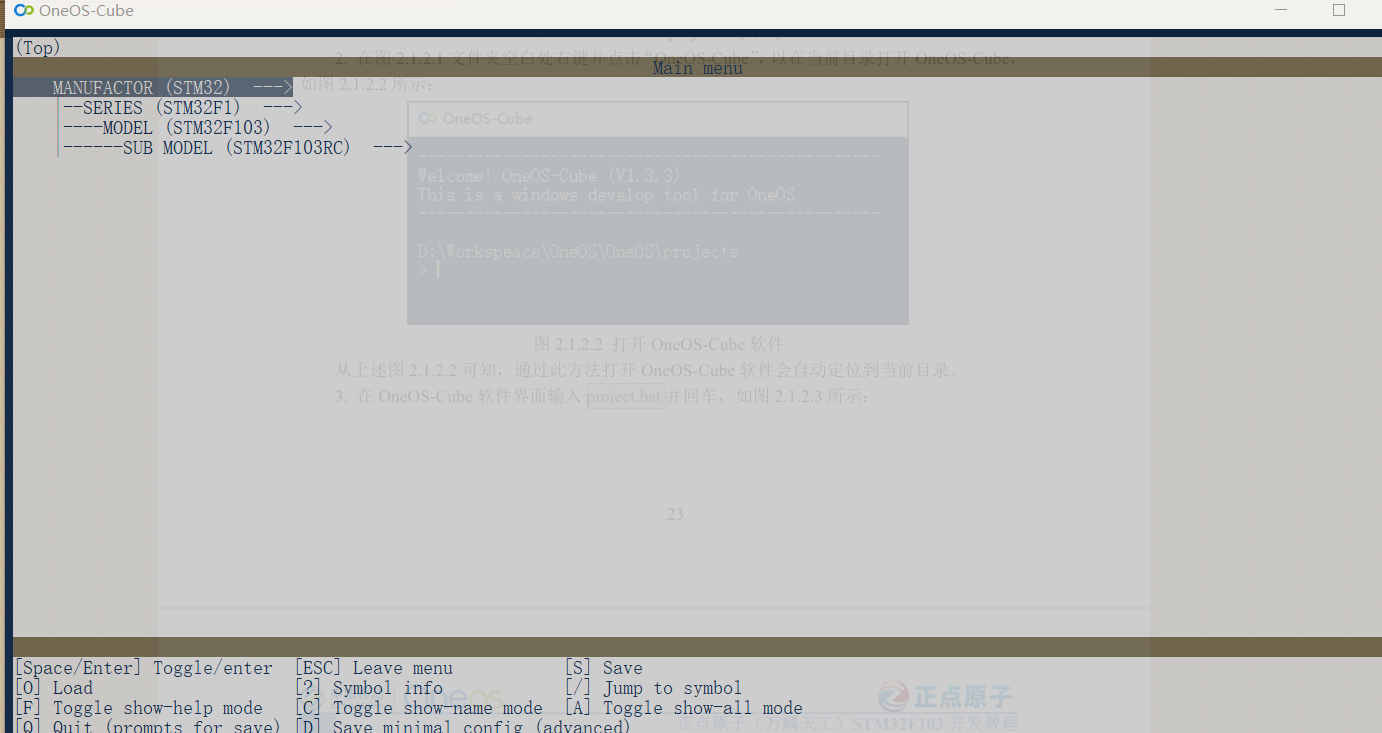 OneOS-Cube
(Top)
2. 在图 2.1.2.1 文件夹空白处右键并点击“OneOS-Cube”，以在当前目录打开 OneOS-Cube，
Main menu
MANUFACTOR (STM32) --->
如图 2.1.2.2 所示：
--SERIES (STM32F1) --->
----MODEL (STM32F103) --->
------SUB MODEL (STM32F103RC) --->
OneOS-Cube
Welcome! OneOS-Cube (V1.3.3)
This is a windows develop tool for OneOS
D:\Workspeace\OneOS\OnsOS\projects
>
图 2.1.2.2 打开 OneOS-Cube 软件
从上述图 2.1.2.2 可知，通过此方法打开 OneOS-Cube 软件会自动定位到当前目录。
3. 在 OneOS-Cube 软件界面输入 project.bat 并回车，如图 2.1.2.3 所示：
23
[Space/Enter] Toggle/enter [ESC] Leave menu [S] Save
[O] Load [?] Symbol info [/] Jump to symbol
[F] Toggle show-help mode [C] Toggle show-name mode [A] Toggle show-all mode
[Q] Quit (prompts for save) [D] Save minimal config (advanced)
正点原子
正点原子（万耦天工）STM32F103 开发教程